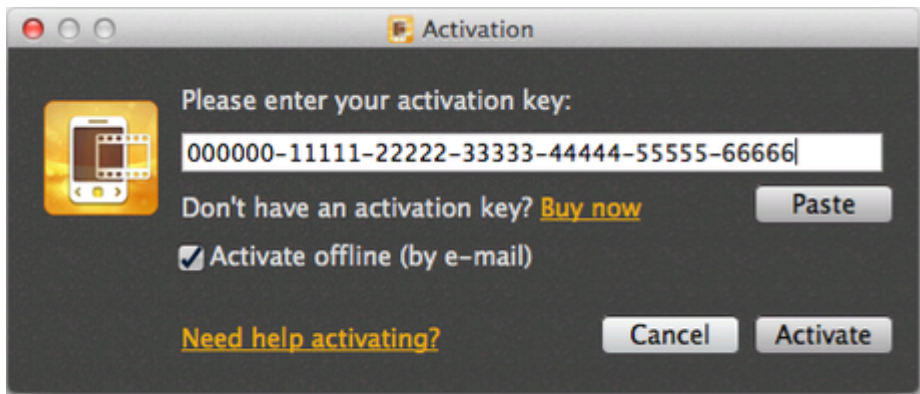 Activation
Please enter your activation key:
000000-11111-22222-33333-44444-55555-66666
Don't have an activation key? Buy now
Paste
Activate offline (by e-mail)
Need help activating?
Cancel
Activate